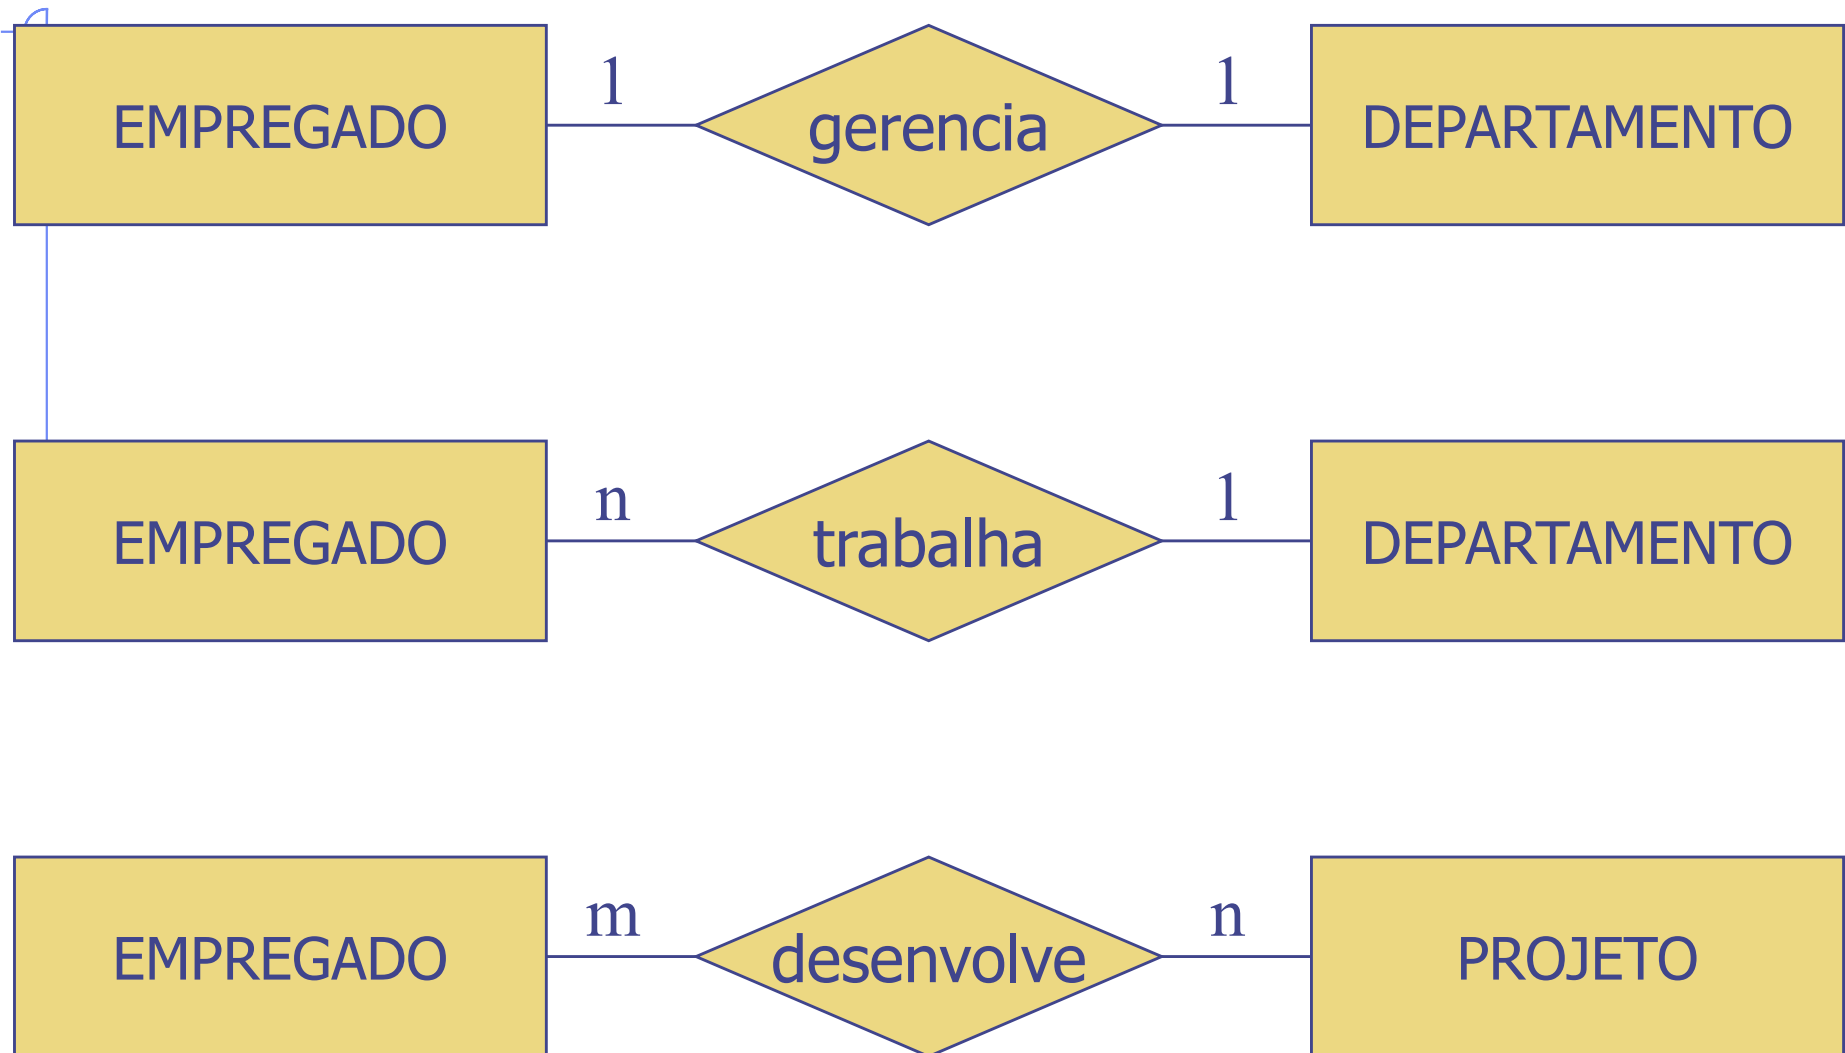 EMPREGADO 1 gerencia 1 DEPARTAMENTO
EMPREGADO n trabalha 1 DEPARTAMENTO
EMPREGADO m desenvolve n PROJETO